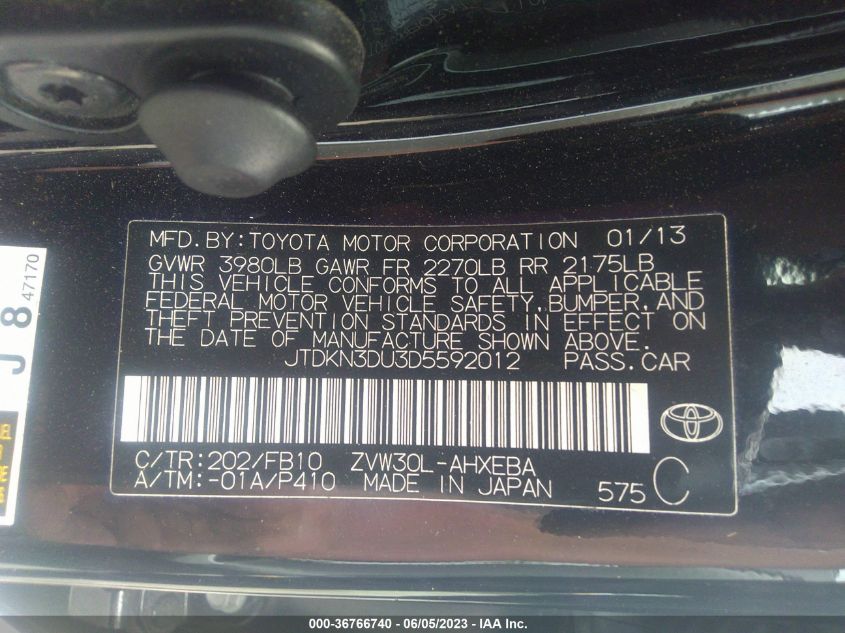 MFD. BY: TOYOTA MOTOR CORPORATION 01/13
GVWR 3980LB GAWR FR 2270LB RR 2175LB
THIS VEHICLE CONFORMS TO ALL APPLICABLE
FEDERAL MOTOR VEHICLE SAFETY, BUMPER, AND
THEFT PREVENTION STANDARDS IN EFFECT ON
THE DATE OF MANUFACTURE SHOWN ABOVE.
JTDKN3DU3D5592012 PASS. CAR
C/TR: 202/FB10 ZVW30L-AHXEBA
A/TM: -01A/P410 MADE IN JAPAN 575 C
J 8
47170
000-36766740 - 06/05/2023 - IAA Inc.